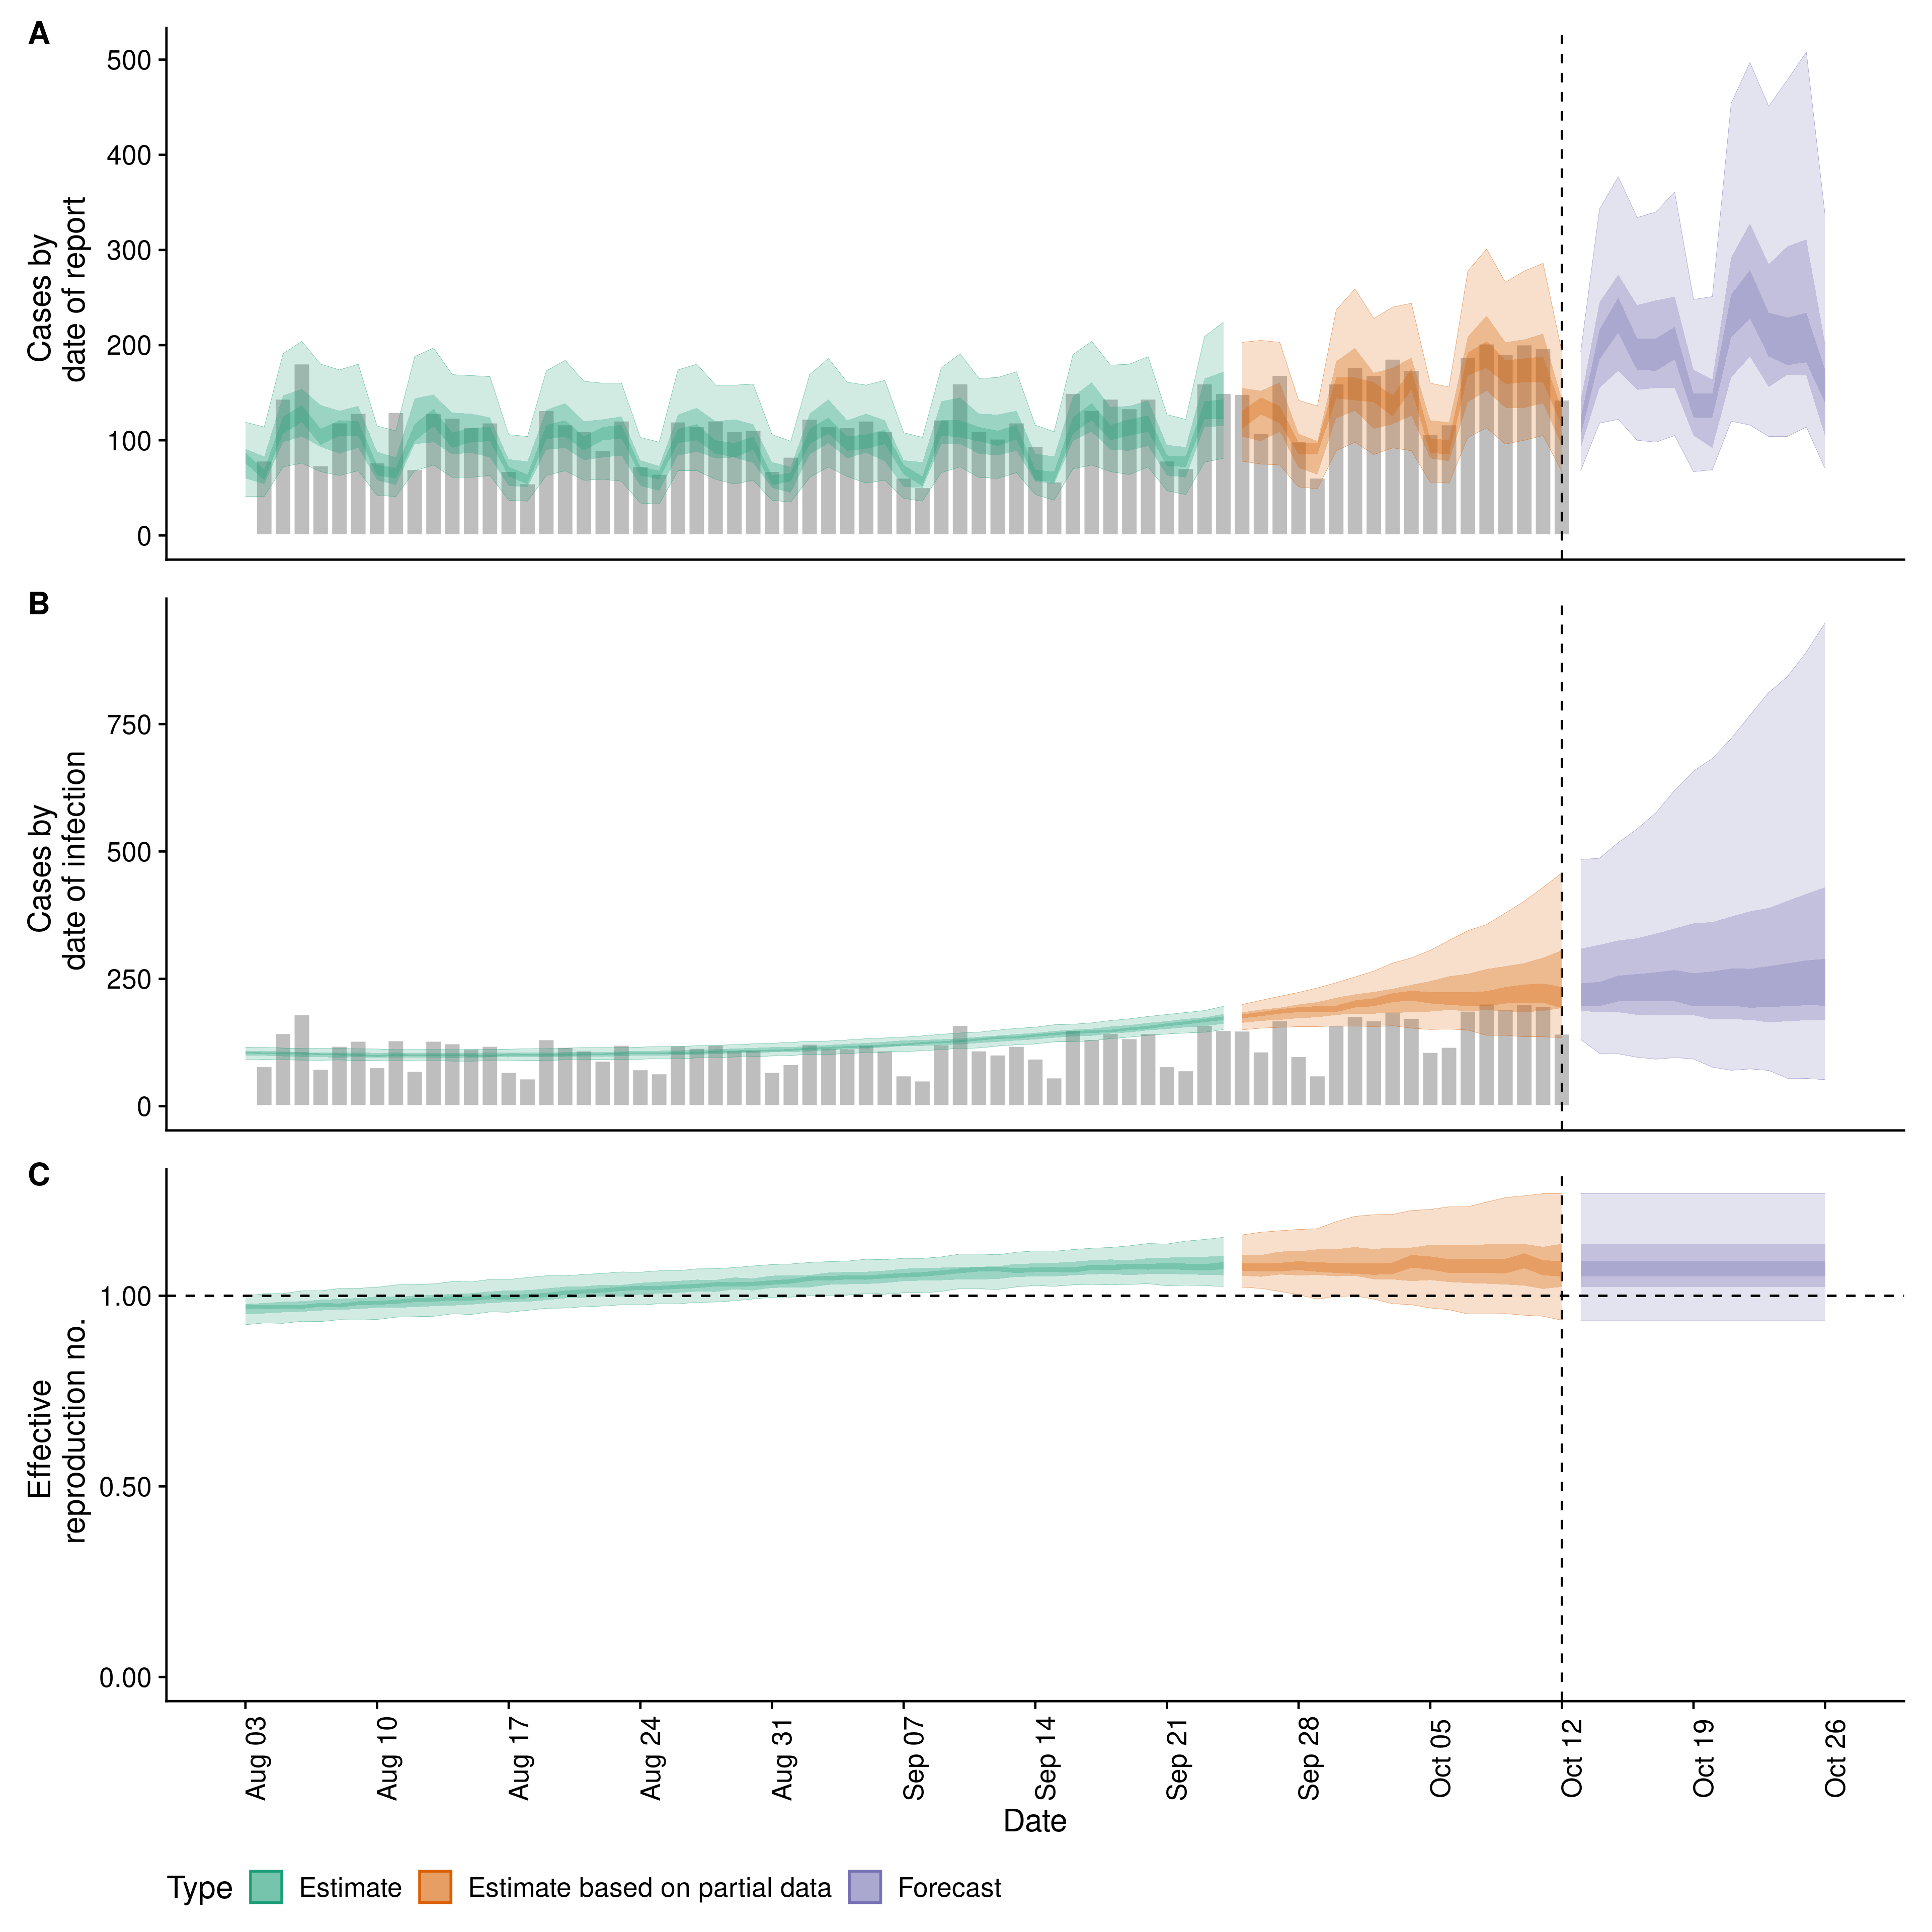 A
Cases by
date of report
500
400
300
200
100
0
B
Cases by
date of infection
750
500
250
0
C
Effective
reproduction no.
1.00
0.50
0.00
Aug 03
Aug 10
Aug 17
Aug 24
Aug 31
Sep 07
Sep 14
Sep 21
Sep 28
Oct 05
Oct 12
Oct 19
Oct 26
Date
Type Estimate Estimate based on partial data Forecast